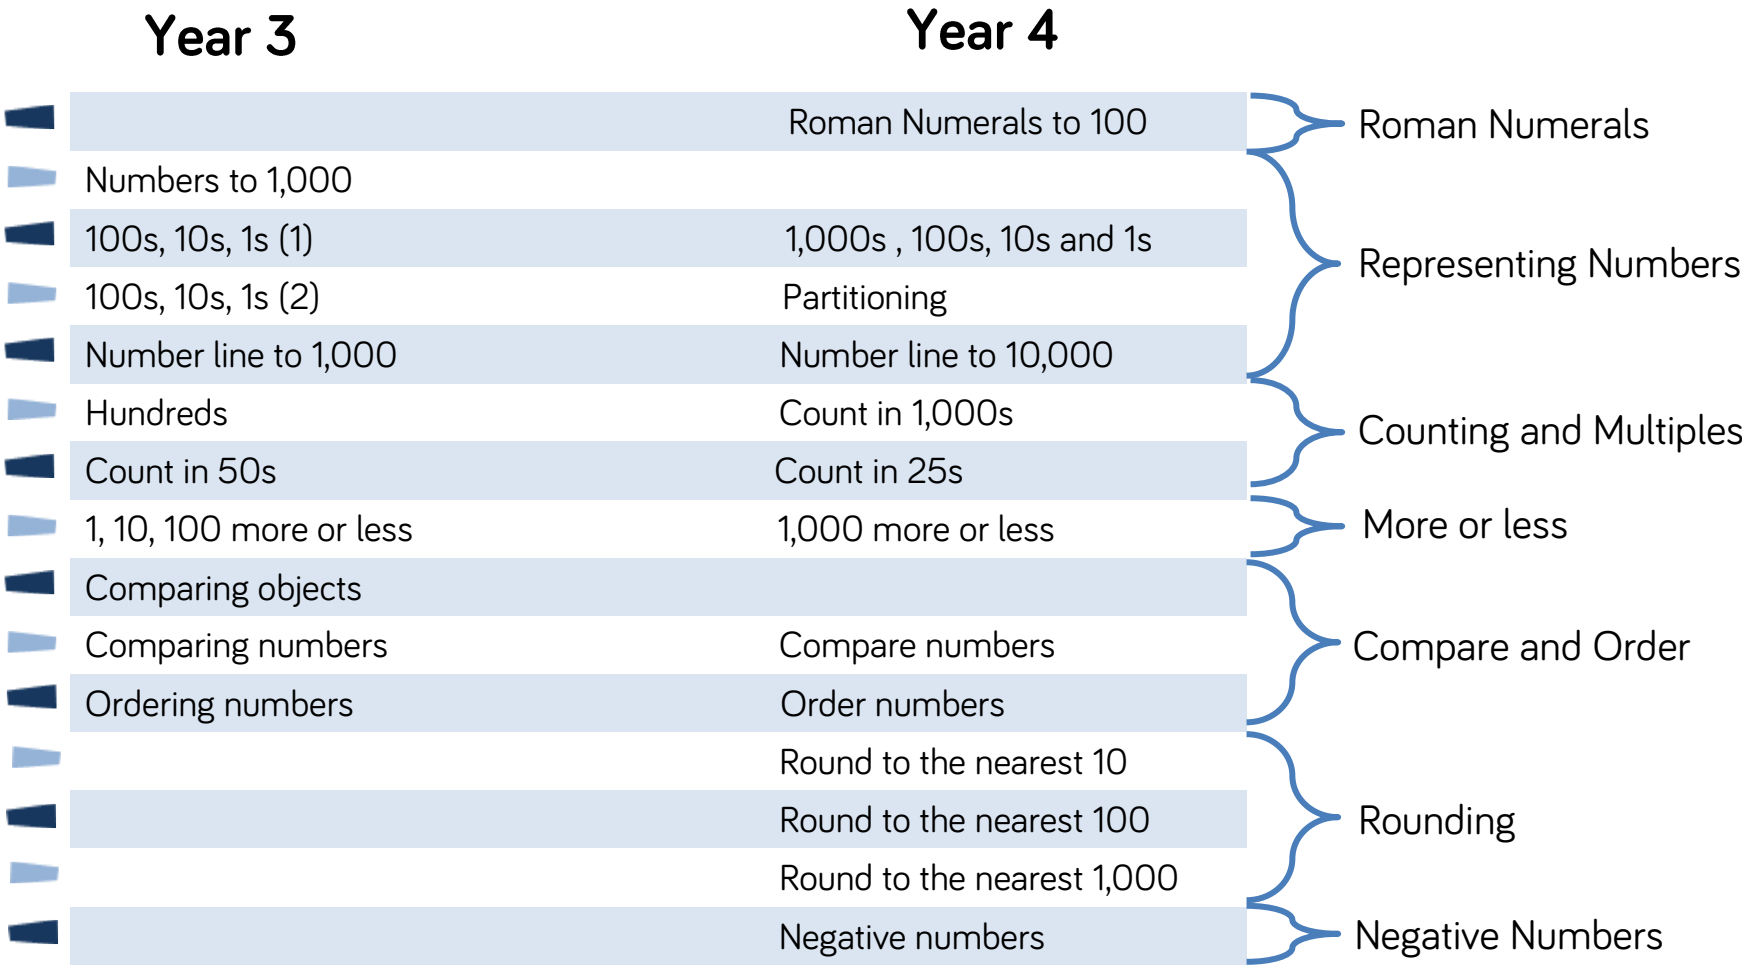 Year 3 Year 4
Roman Numerals to 100 Roman Numerals
Numbers to 1,000
100s, 10s, 1s (1) 1,000s , 100s, 10s and 1s
Representing Numbers
100s, 10s, 1s (2) Partitioning
Number line to 1,000 Number line to 10,000
Hundreds Count in 1,000s
Counting and Multiples
Count in 50s Count in 25s
1, 10, 100 more or less 1,000 more or less More or less
Comparing objects
Comparing numbers Compare numbers Compare and Order
Ordering numbers Order numbers
Round to the nearest 10
Round to the nearest 100 Rounding
Round to the nearest 1,000
Negative numbers Negative Numbers